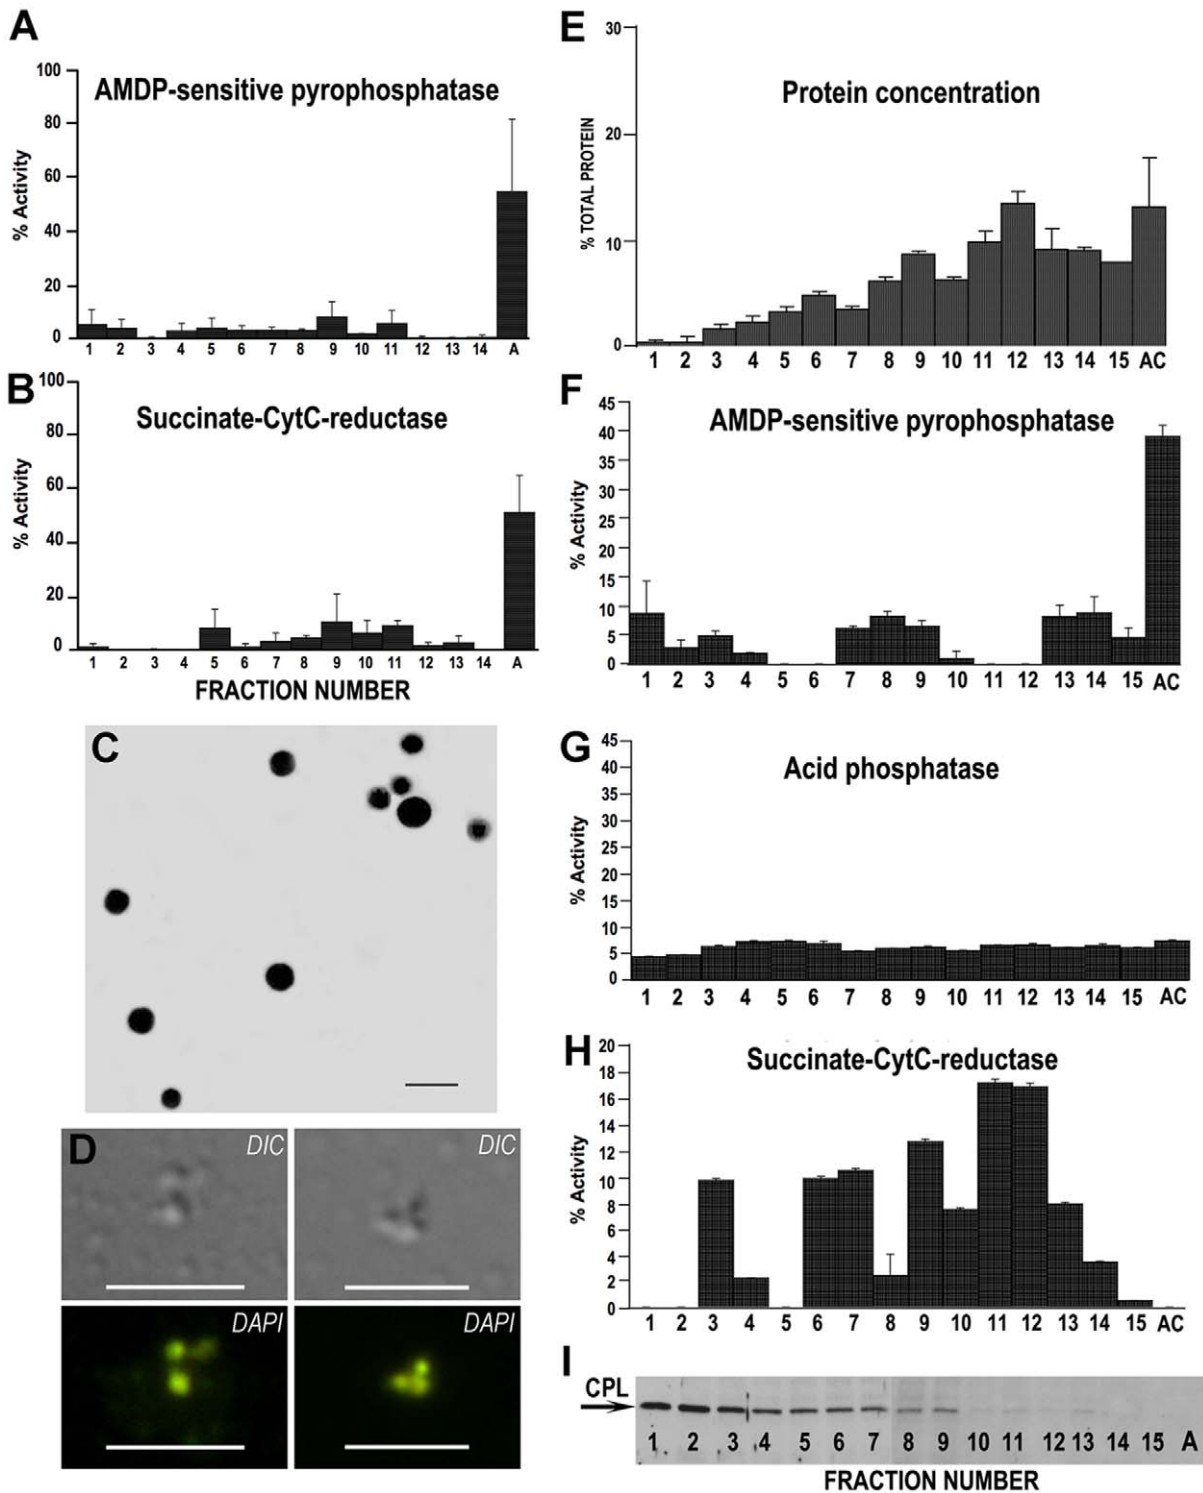 A
AMDP-sensitive pyrophosphatase
% Activity
100
80
60
40
20
0
1 2 3 4 5 6 7 8 9 10 11 12 13 14 A
B
Succinate-CytC-reductase
% Activity
100
80
60
40
20
0
1 2 3 4 5 6 7 8 9 10 11 12 13 14 A
FRACTION NUMBER
C
D
DIC
DIC
DAPI
DAPI
E
Protein concentration
% TOTAL PROTEIN
30
20
10
0
1 2 3 4 5 6 7 8 9 10 11 12 13 14 15 AC
F
AMDP-sensitive pyrophosphatase
% Activity
45
40
35
30
25
20
15
10
5
0
1 2 3 4 5 6 7 8 9 10 11 12 13 14 15 AC
G
Acid phosphatase
% Activity
45
40
35
30
25
20
15
10
5
0
1 2 3 4 5 6 7 8 9 10 11 12 13 14 15 AC
H
Succinate-CytC-reductase
% Activity
20
18
16
14
12
10
8
6
4
2
0
1 2 3 4 5 6 7 8 9 10 11 12 13 14 15 AC
I
CPL
1 2 3 4 5 6 7 8 9 10 11 12 13 14 15 A
FRACTION NUMBER